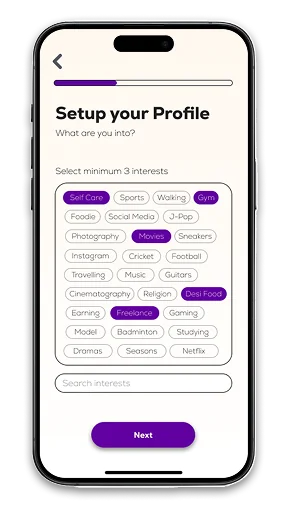 Setup your Profile
What are you into?
Select minimum 3 interests
Self Care Sports Walking Gym
Foodie Social Media J-Pop
Photography Movies Sneakers
Instagram Cricket Football
Travelling Music Guitars
Cinematography Religion Desi Food
Earning Freelance Gaming
Model Badminton Studying
Dramas Seasons Netflix
Search interests
Next